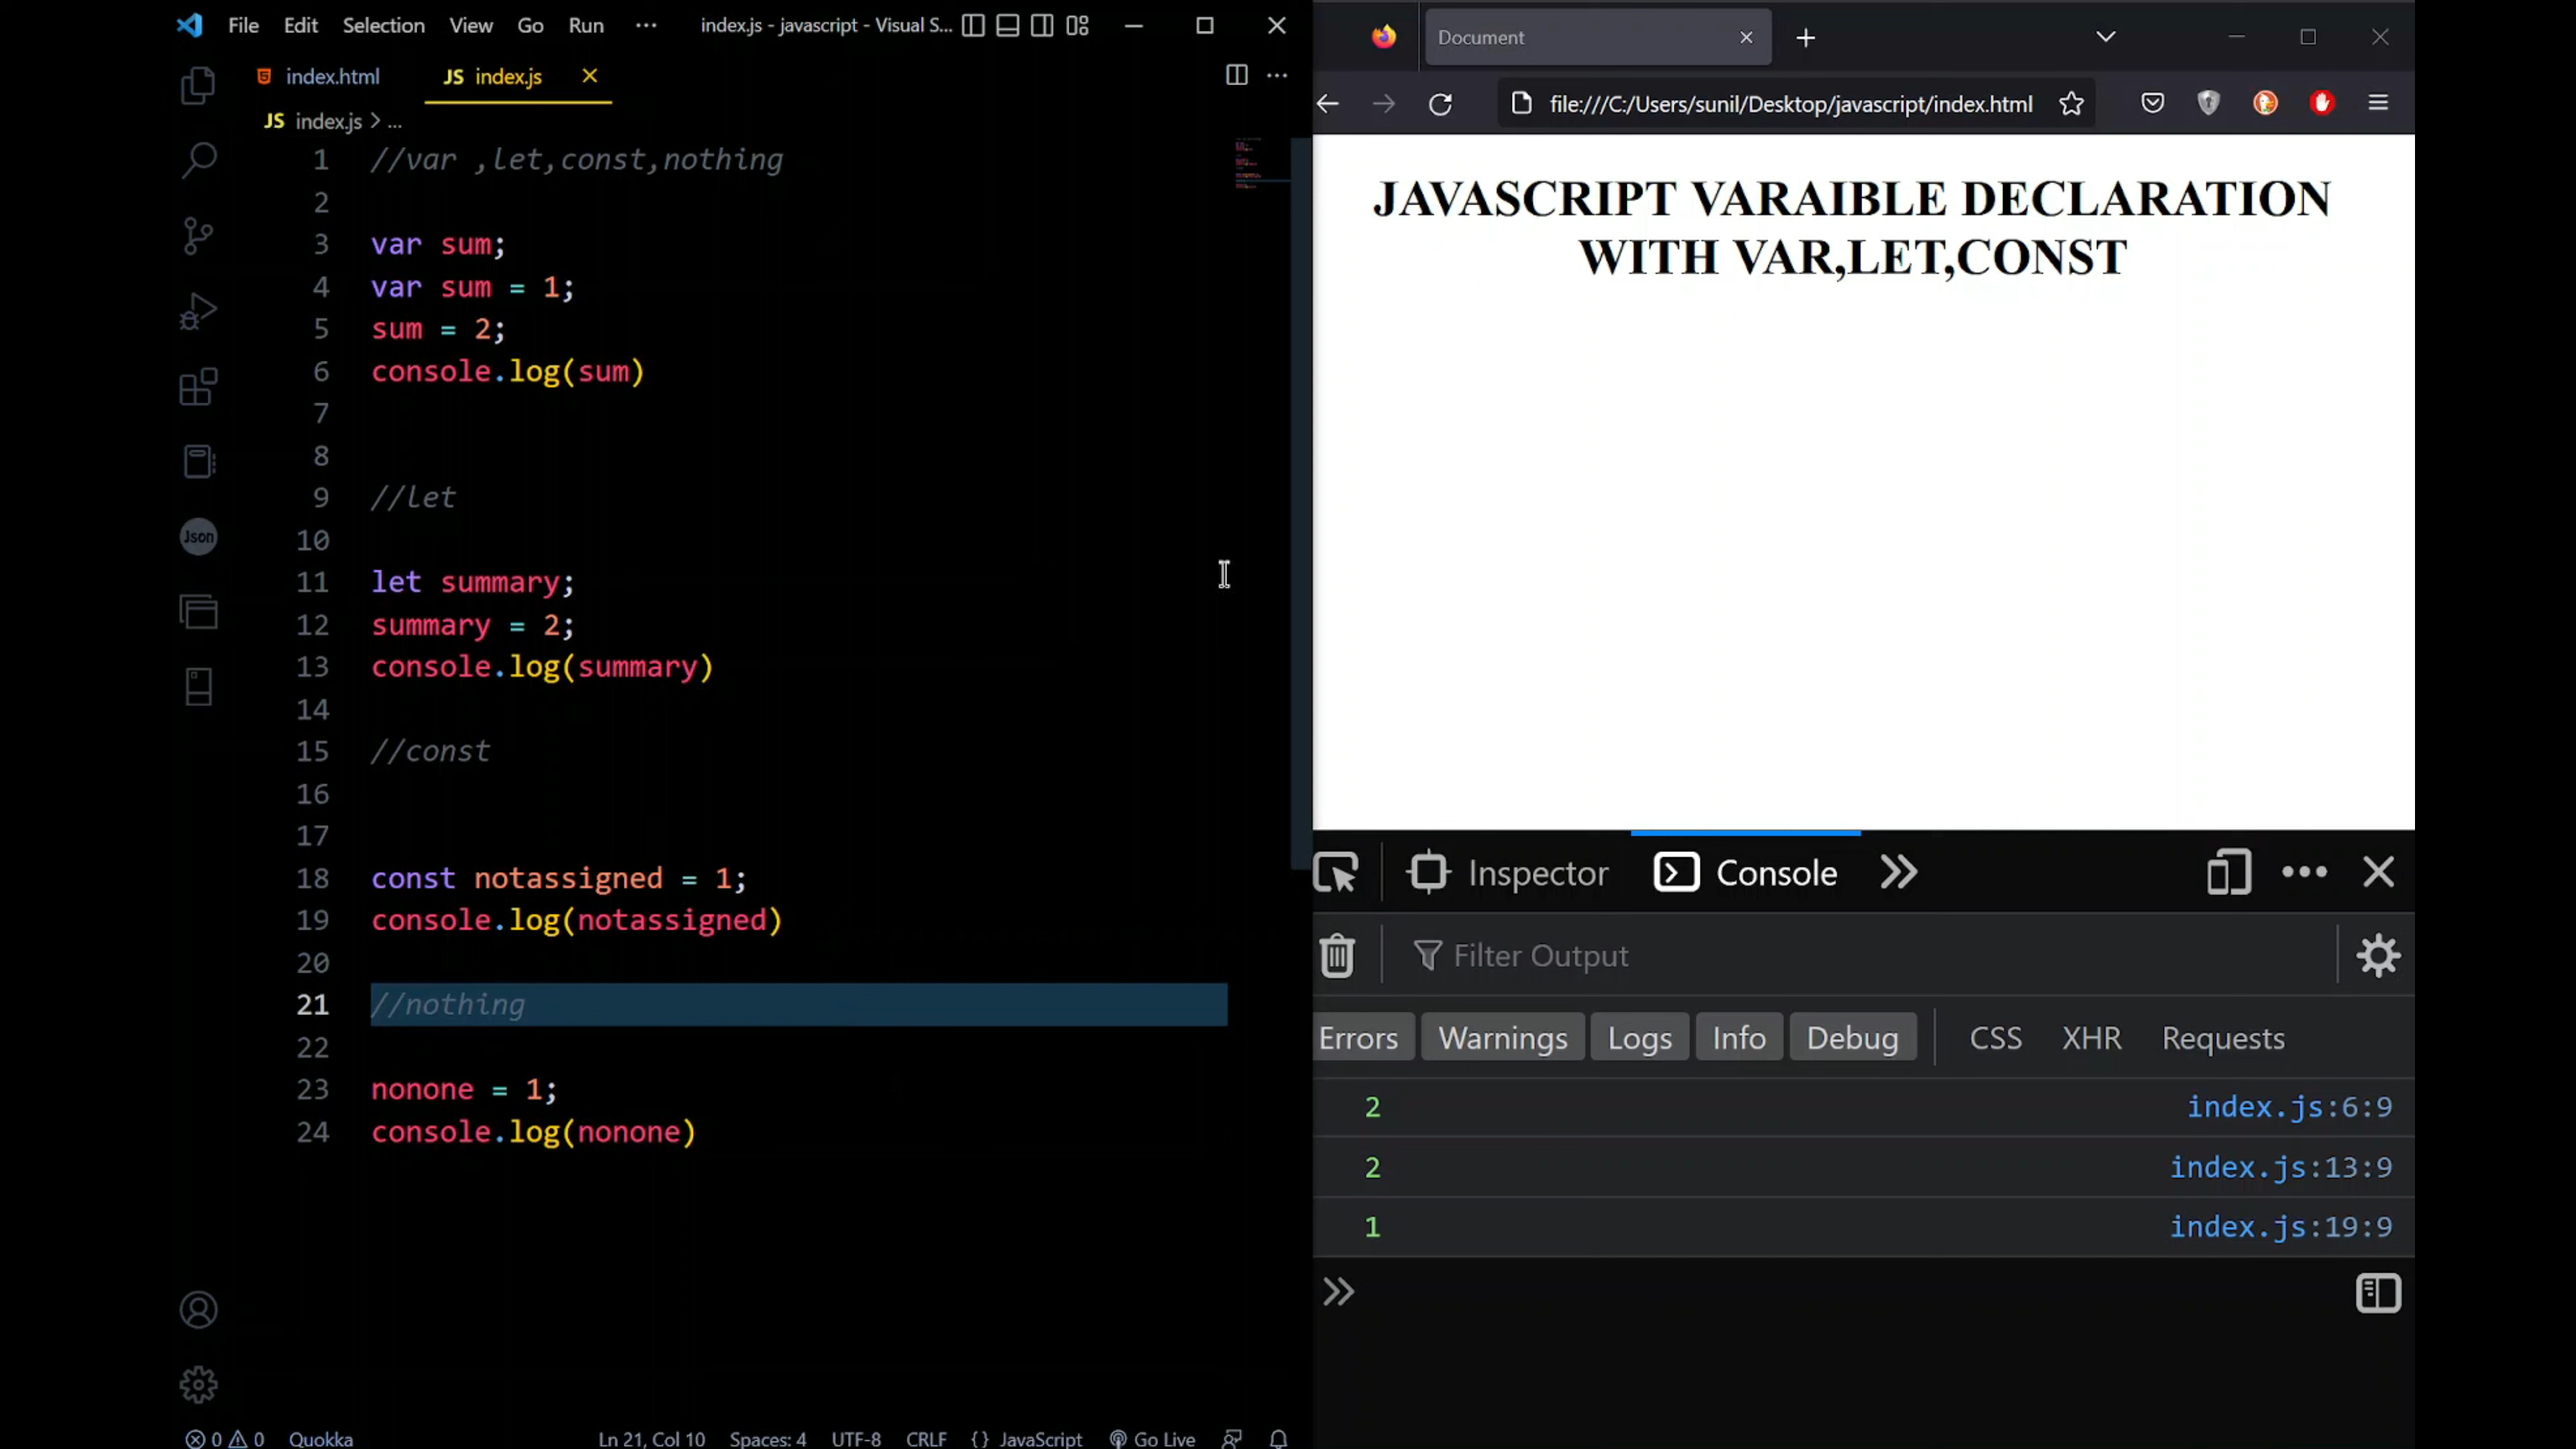 File Edit Selection View Go Run ··· index.js - javascript - Visual S...
index.html JS index.js
JS index.js > ...
1 //var ,let,const,nothing
2
3 var sum;
4 var sum = 1;
5 sum = 2;
6 console.log(sum)
7
8
9 //let
10
11 let summary;
12 summary = 2;
13 console.log(summary)
14
15 //const
16
17
18 const notassigned = 1;
19 console.log(notassigned)
20
21 //nothing
22
23 nonone = 1;
24 console.log(nonone)
Json
0 0 Quokka Ln 21, Col 10 Spaces: 4 UTF-8 CRLF {} JavaScript Go Live
Document
file:///C:/Users/sunil/Desktop/javascript/index.html
JAVASCRIPT VARAIBLE DECLARATION
WITH VAR,LET,CONST
Inspector Console
Filter Output
Errors Warnings Logs Info Debug CSS XHR Requests
2 index.js:6:9
2 index.js:13:9
1 index.js:19:9